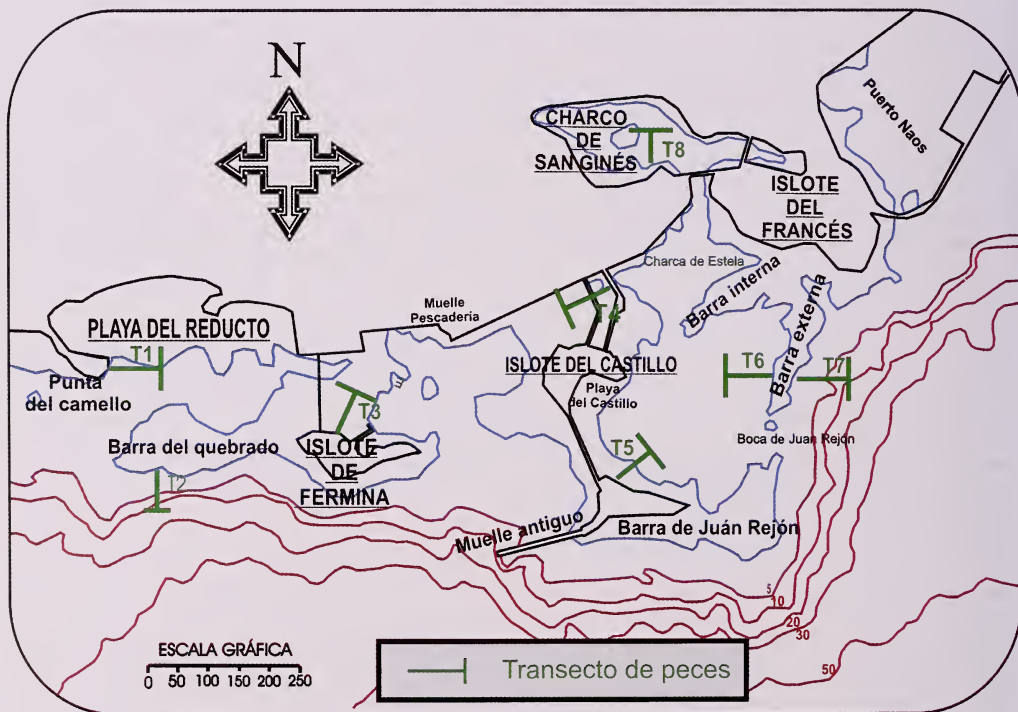 N
CHARCO
DE
SAN GINÉS
T8
Puerto Naos
ISLOTE
DEL
FRANCÉS
Charca de Estela
Barra interna
Barra externa
Muelle
Pescadería
PLAYA DEL REDUCTO
T1
Punta
del camello
T4
ISLOTE DEL CASTILLO
Playa
del Castillo
T6
T7
T3
Barra del quebrado
ISLOTE
DE
FERMINA
T2
T5
Boca de Juan Rejón
Muelle antiguo
Barra de Juán Rejón
5
10
20
30
50
ESCALA GRÁFICA
0 50 100 150 200 250
Transecto de peces